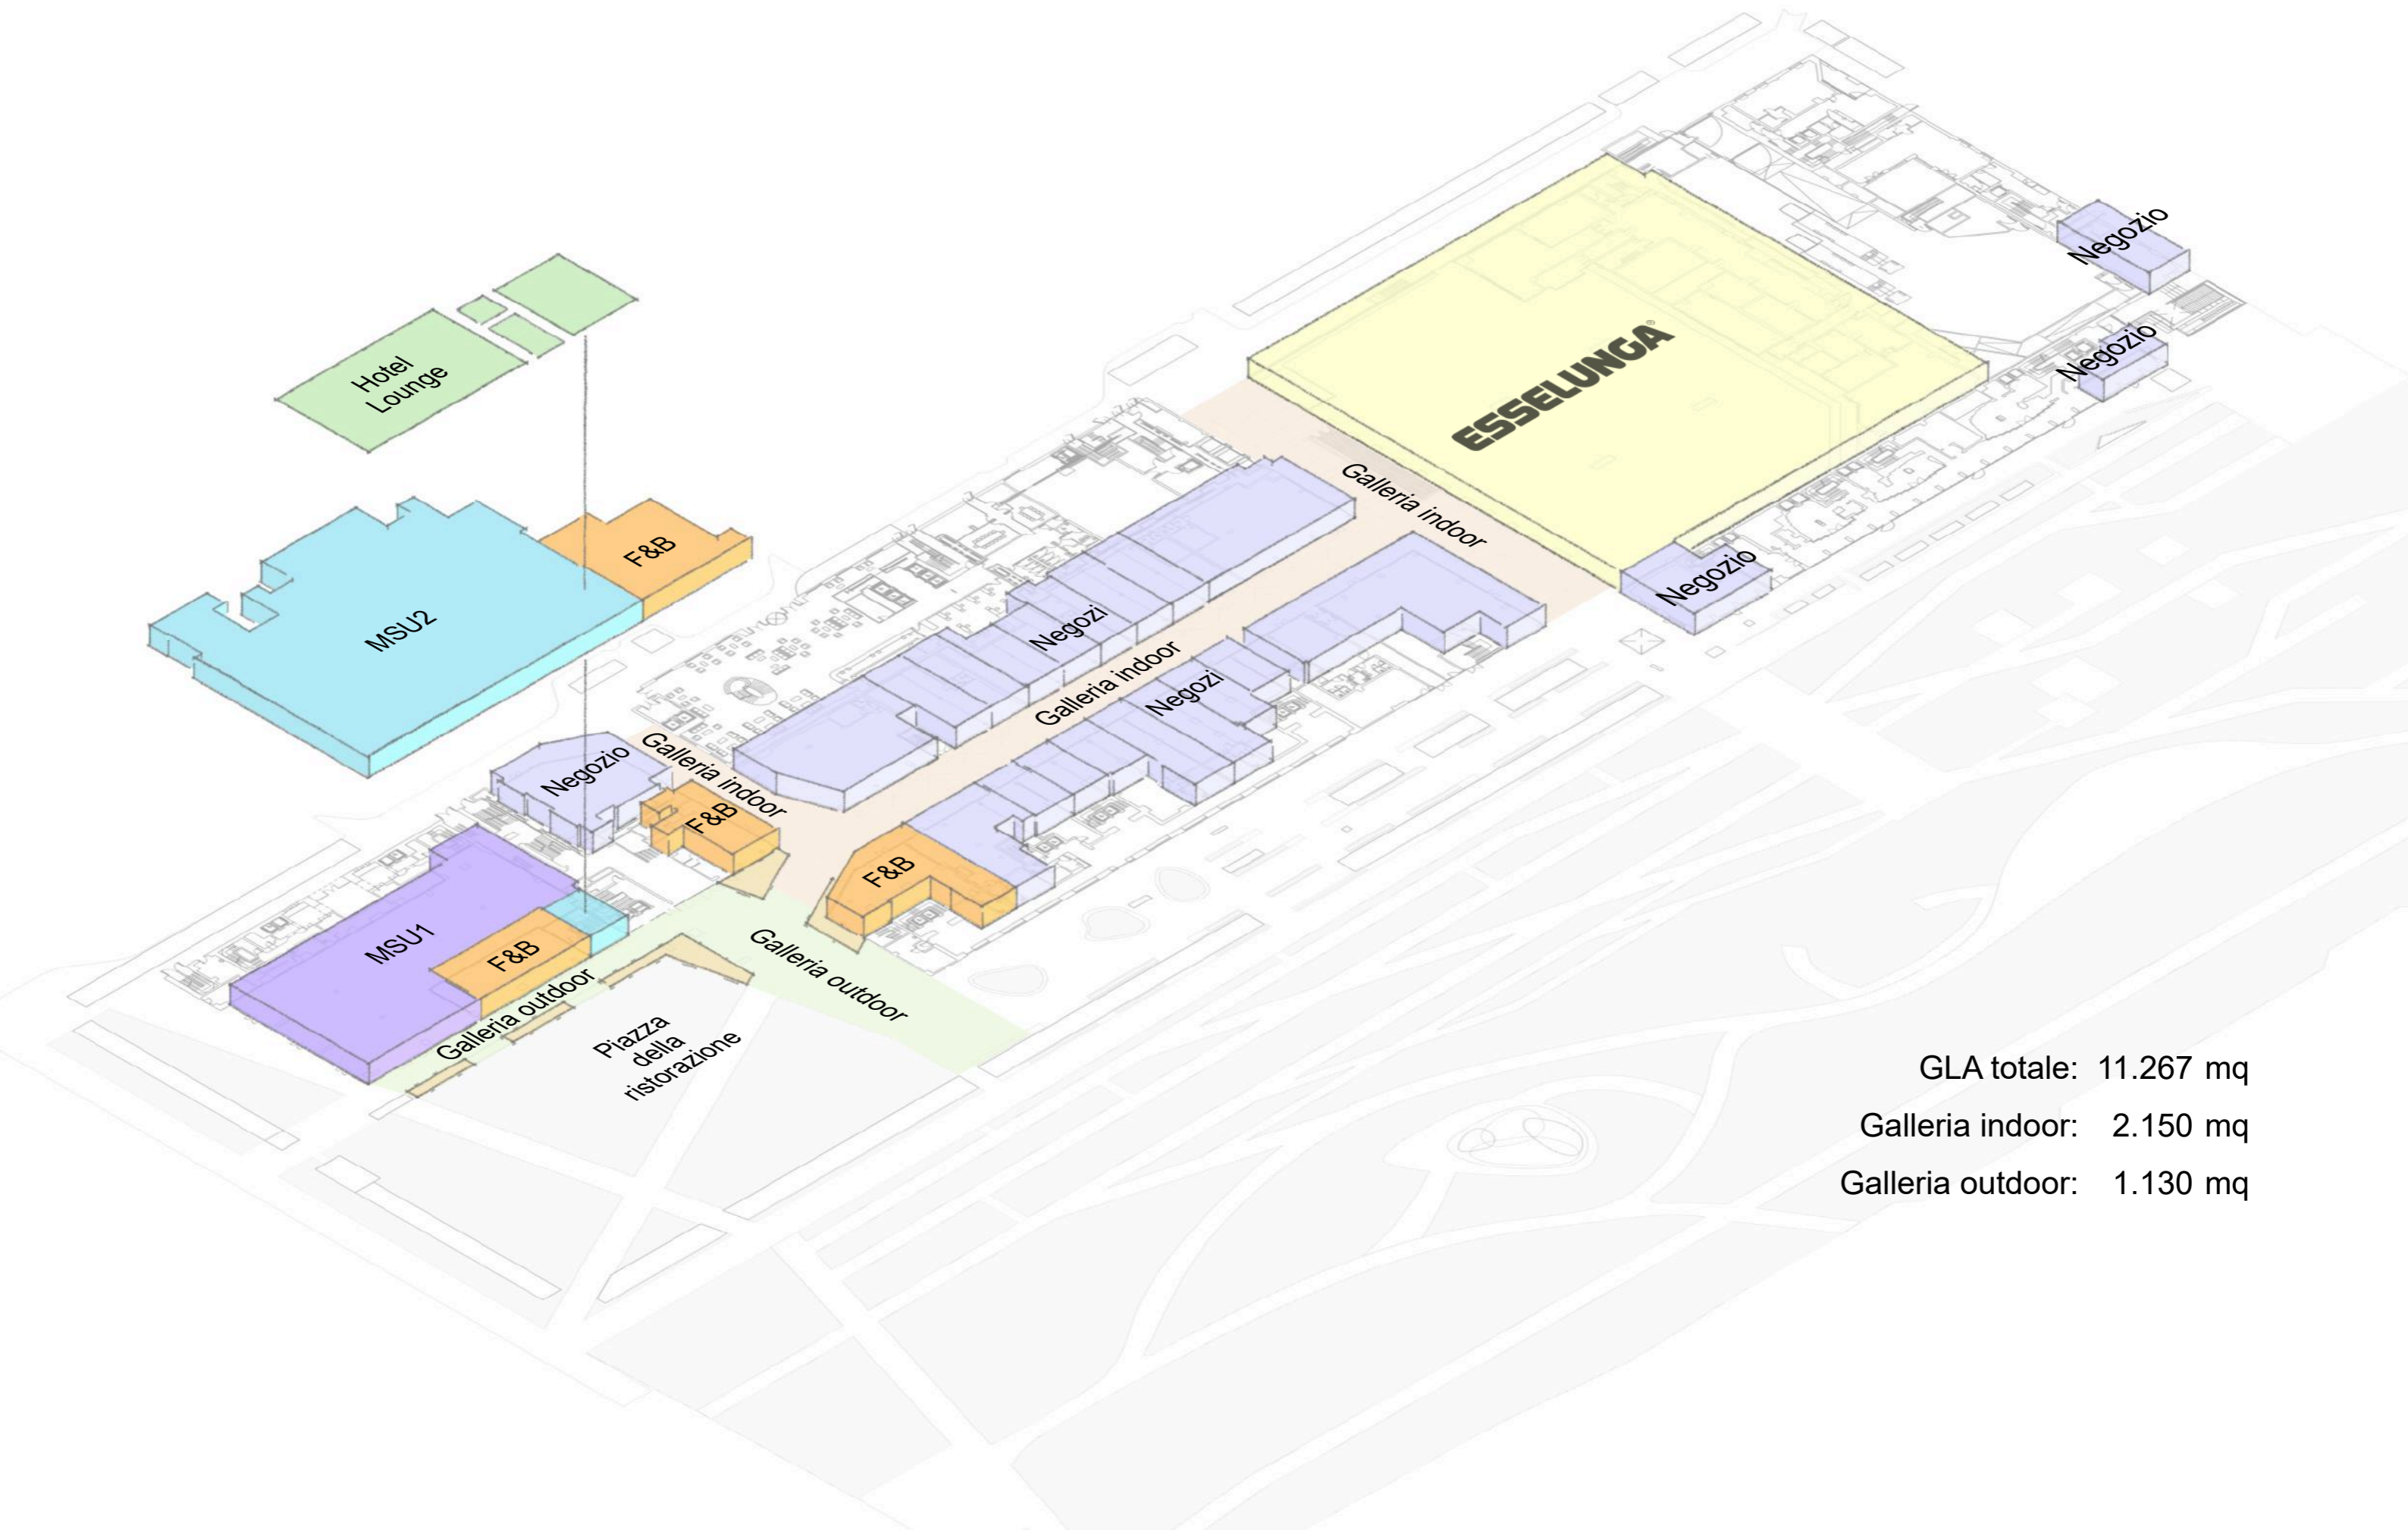 Negozio
Negozio
Hotel
Lounge
ESSELUNGA®
Galleria indoor
F&B
MSU2
Negozio
Negozi
Galleria indoor
Negozi
Negozio
Galleria indoor
F&B
F&B
MSU1
F&B
Galleria outdoor
Galleria outdoor
Piazza
della
ristorazione
GLA totale: 11.267 mq
Galleria indoor: 2.150 mq
Galleria outdoor: 1.130 mq